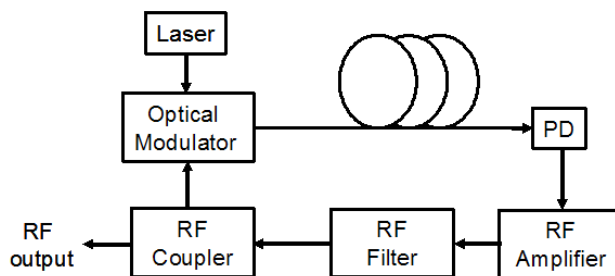 Laser
Optical
Modulator
PD
RF
output
RF
Coupler
RF
Filter
RF
Amplifier